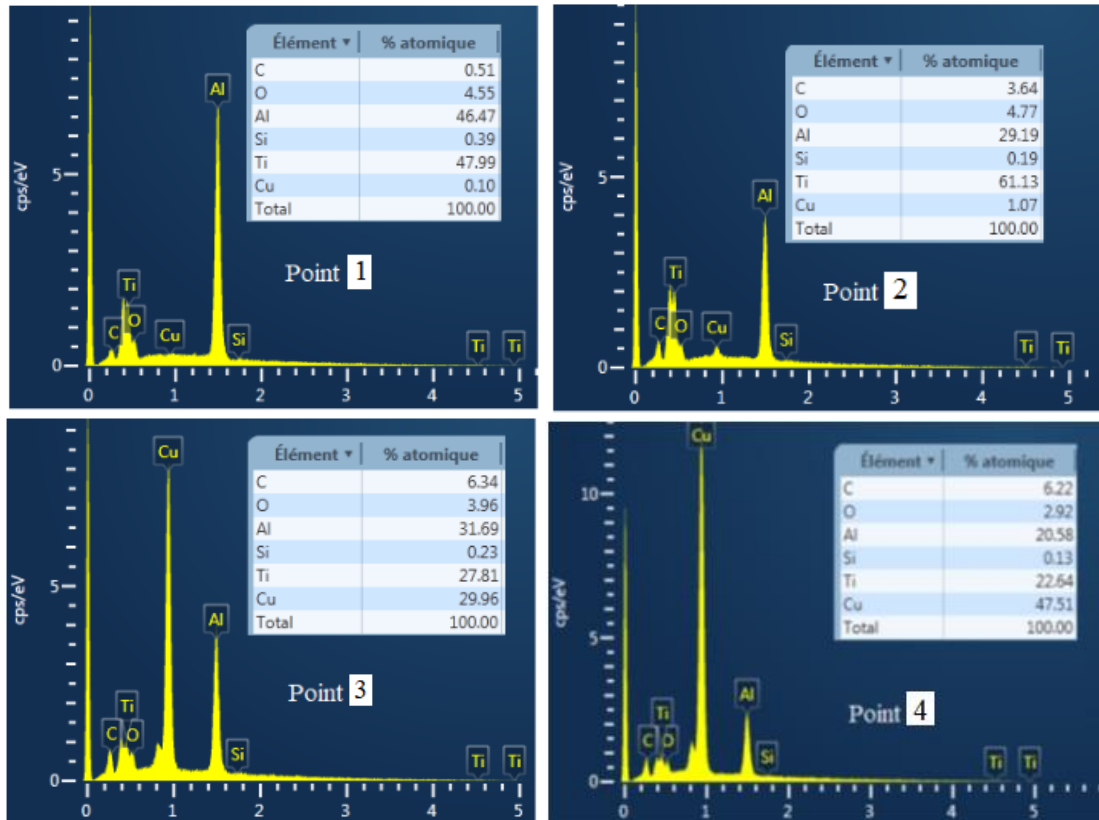 Élément ▾ % atomique
C 0.51
O 4.55
Al 46.47
Si 0.39
Ti 47.99
Cu 0.10
Total 100.00
cps/eV
5
0
C Ti O Cu Al Si Ti Ti
Point 1
0 1 2 3 4 5
Élément ▾ % atomique
C 3.64
O 4.77
Al 29.19
Si 0.19
Ti 61.13
Cu 1.07
Total 100.00
cps/eV
5
0
C Ti O Cu Al Si Ti Ti
Point 2
0 1 2 3 4 5
Élément ▾ % atomique
C 6.34
O 3.96
Al 31.69
Si 0.23
Ti 27.81
Cu 29.96
Total 100.00
cps/eV
5
0
C Ti O Cu Al Si Ti Ti
Point 3
0 1 2 3 4 5
Élément ▾ % atomique
C 6.22
O 2.92
Al 20.58
Si 0.13
Ti 22.64
Cu 47.51
Total 100.00
cps/eV
10
5
0
C Ti O Cu Al Si Ti Ti
Point 4
0 1 2 3 4 5